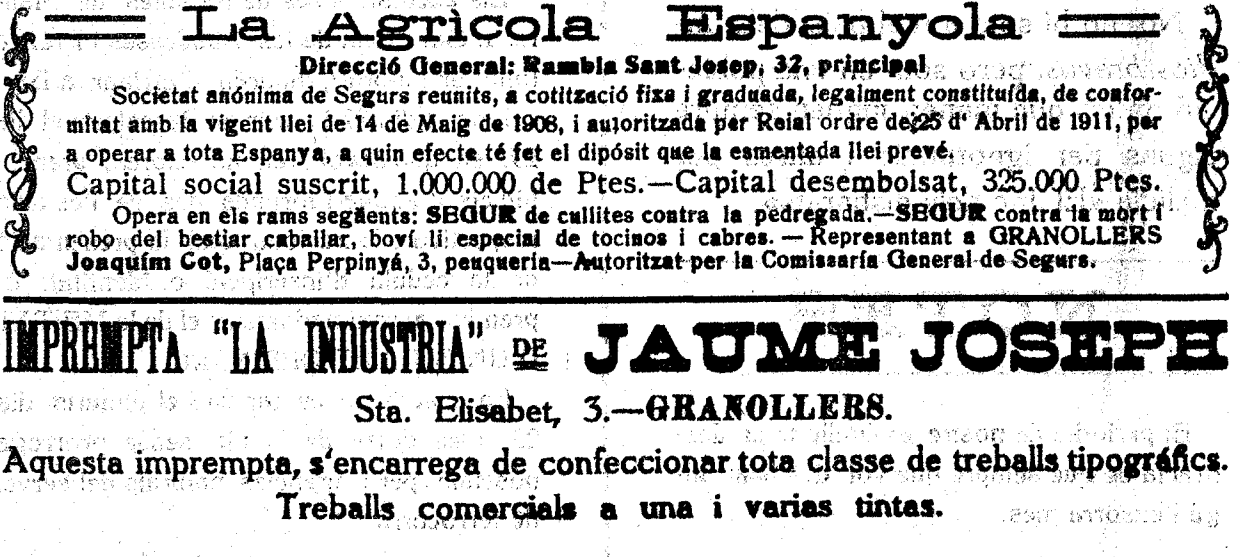 La Agrìcola Espanyola
Direcció General: Rambla Sant Josep, 32, principal
Societat anónima de Segurs reunits, a cotització fixa i graduada, legalment constituída, de confor-
mitat amb la vigent llei de 14 de Maig de 1908, i autoritzada per Reial ordre de 25 d' Abril de 1911, per
a operar a tota Espanya, a quin efecte té fet el dipósit que la esmentada llei prevé.
Capital social suscrit, 1.000.000 de Ptes.—Capital desembolsat, 325.000 Ptes.
Opera en els rams següents: SEGUR de cullites contra la pedregada.—SEGUR contra la mort i
robo del bestiar caballar, boví li especial de tocinos i cabres. — Representant a GRANOLLERS
Joaquím Cot, Plaça Perpinyá, 3, peuqueria—Autoritzat per la Comissaría General de Segurs.
IMPREMPTA "LA INDUSTRIA" DE JAUME JOSEPH
Sta. Elisabet, 3.—GRANOLLERS.
Aquesta imprempta, s'encarrega de confeccionar tota classe de treballs tipográfics.
Treballs comercials a una i varias tintas.